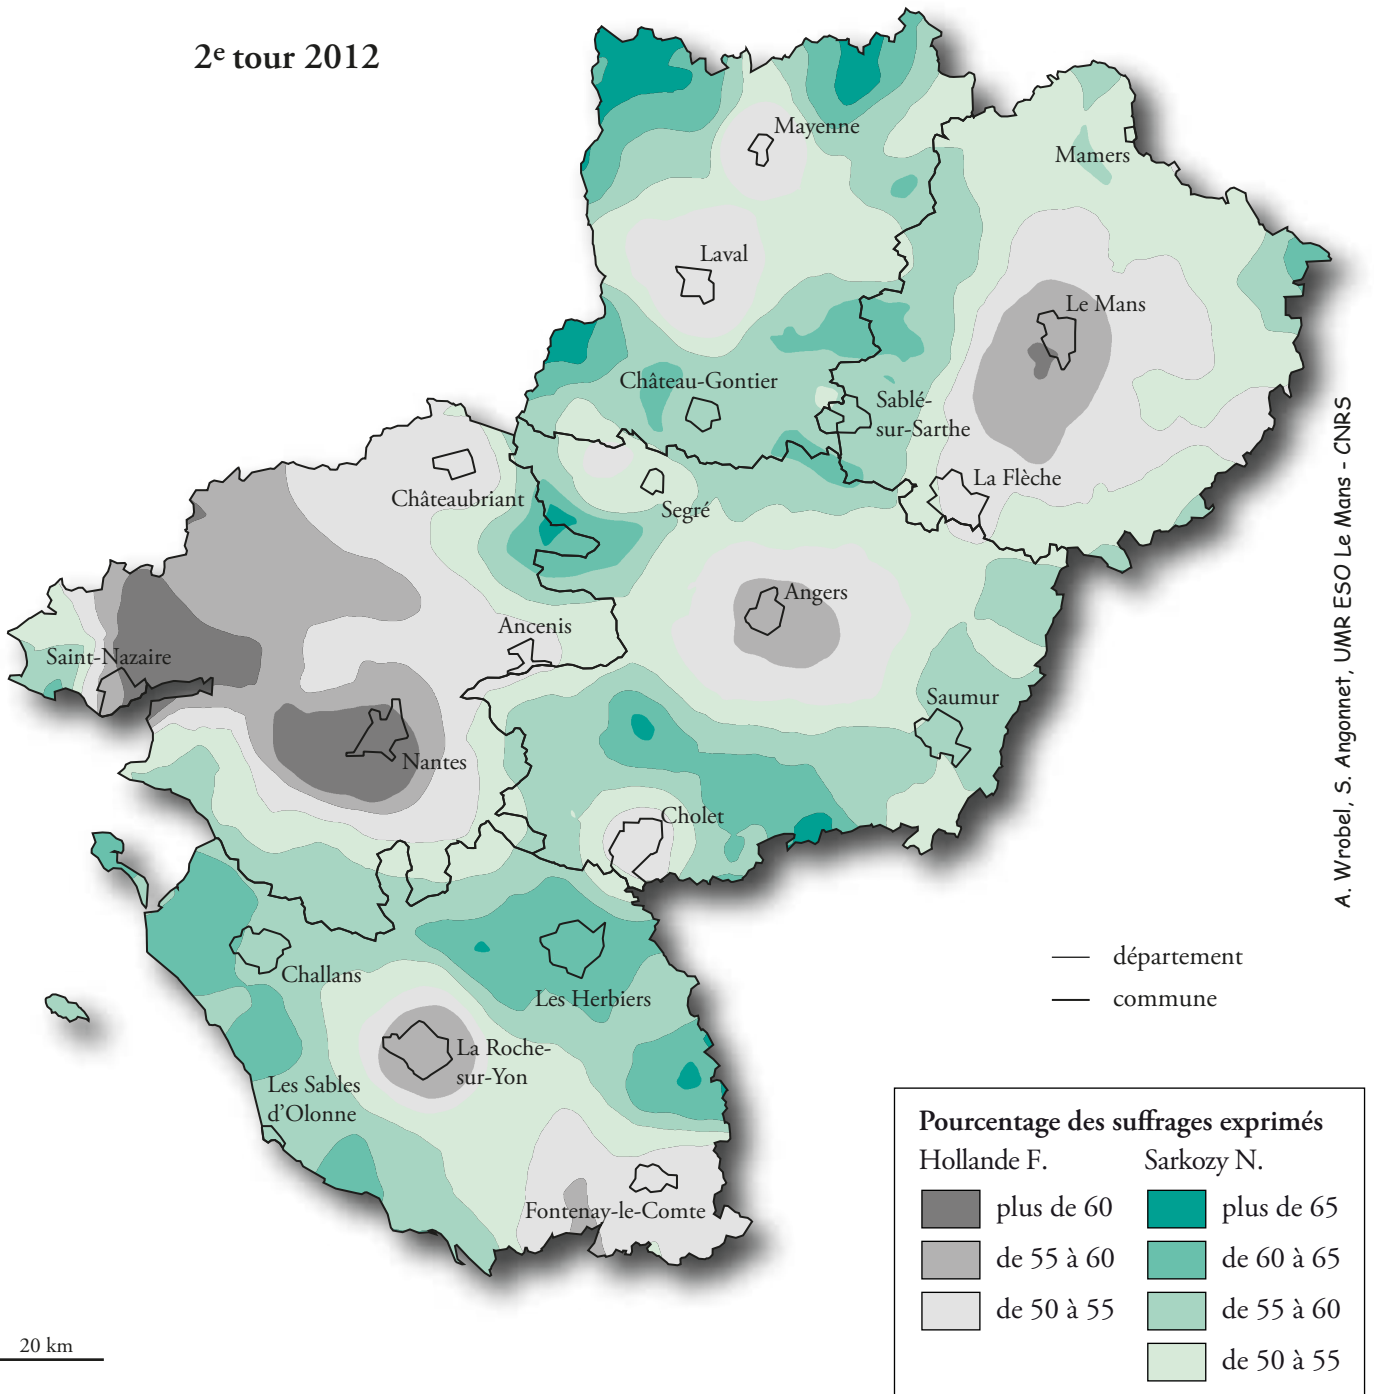 2e tour 2012
Mayenne
Mamers
Laval
Le Mans
Château-Gontier
Sablé-
sur-Sarthe
La Flèche
Châteaubriant
Segré
Angers
Ancenis
Saint-Nazaire
Saumur
Nantes
Cholet
Challans
Les Herbiers
La Roche-
sur-Yon
Les Sables
d'Olonne
Fontenay-le-Comte
A. Wrobel, S. Angonnet, UMR ESO Le Mans - CNRS
département
commune
Pourcentage des suffrages exprimés
Hollande F. Sarkozy N.
plus de 60 plus de 65
de 55 à 60 de 60 à 65
de 50 à 55 de 55 à 60
de 50 à 55
20 km